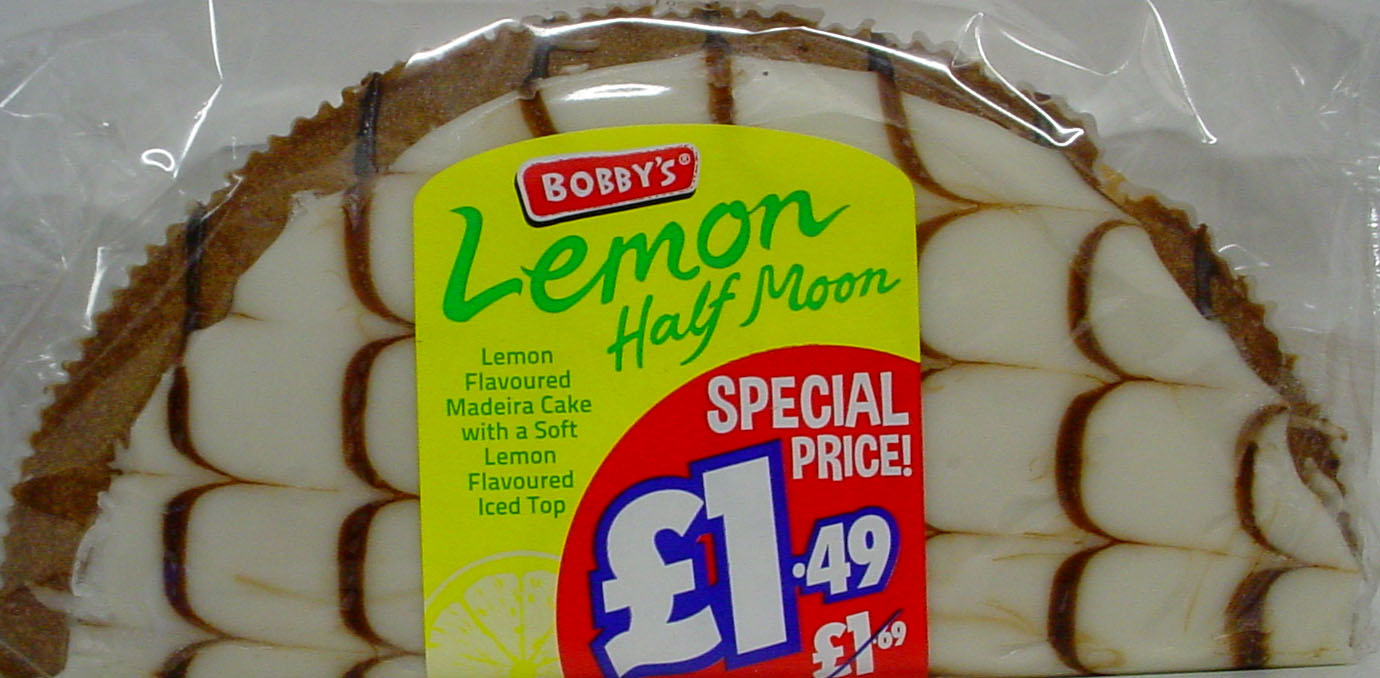 BOBBY'S®
Lemon
Half Moon
Lemon
Flavoured
Madeira Cake
with a Soft
Lemon
Flavoured
Iced Top
SPECIAL
PRICE!
£1.49
£1.69